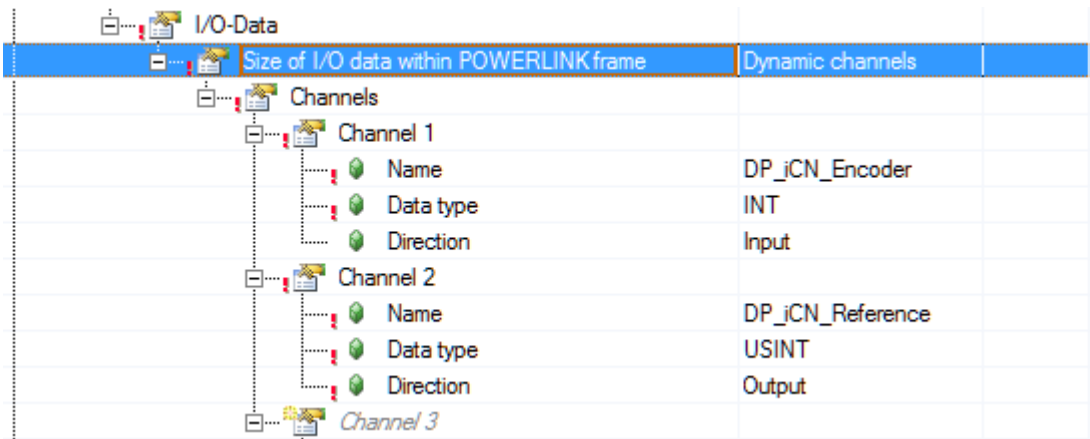 I/O-Data
Size of I/O data within POWERLINK frame Dynamic channels
Channels
Channel 1
Name DP_iCN_Encoder
Data type INT
Direction Input
Channel 2
Name DP_iCN_Reference
Data type USINT
Direction Output
Channel 3